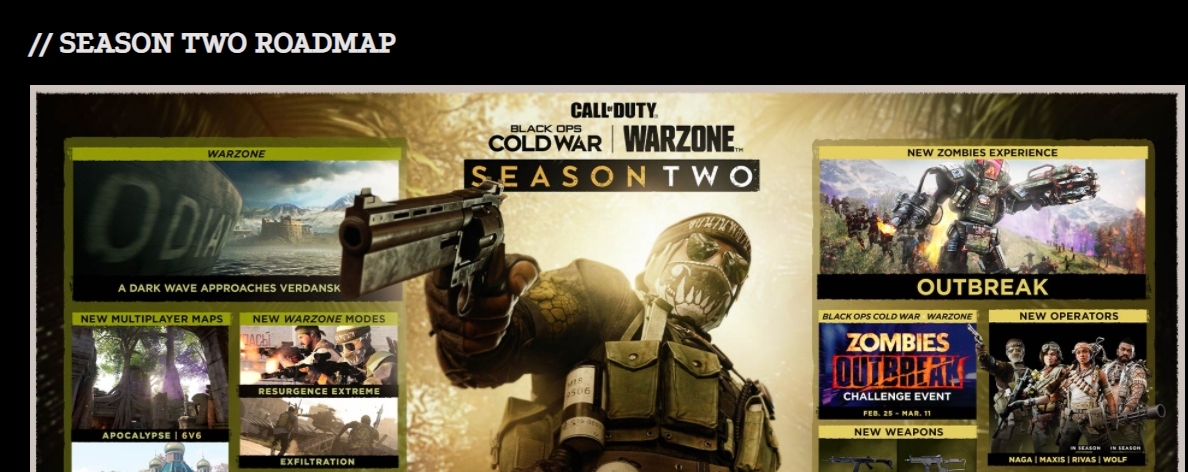 // SEASON TWO ROADMAP
CALL OF DUTY
BLACK OPS
COLD WAR | WARZONE™
SEASON TWO
WARZONE
ODIA
A DARK WAVE APPROACHES VERDANSK
NEW MULTIPLAYER MAPS
APOCALYPSE | 6V6
NEW WARZONE MODES
RESURGENCE EXTREME
EXFILTRATION
NEW ZOMBIES EXPERIENCE
OUTBREAK
BLACK OPS COLD WAR WARZONE
ZOMBIES
OUTBREAK
CHALLENGE EVENT
FEB. 25 – MAR. 11
NEW WEAPONS
NEW OPERATORS
IN SEASON IN SEASON
NAGA | MAXIS | RIVAS | WOLF